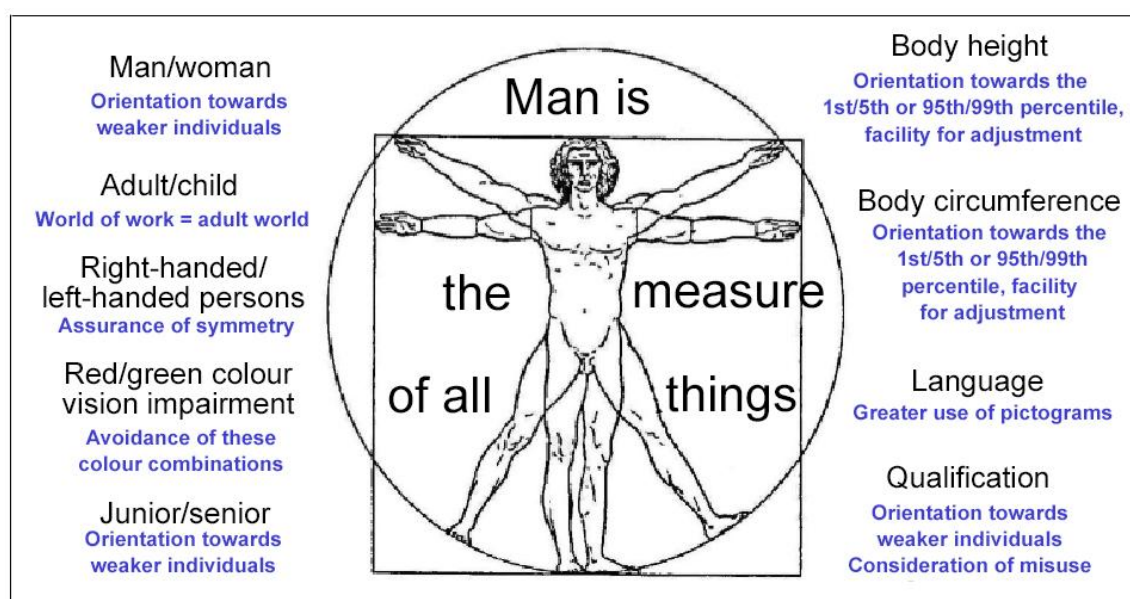 Man/woman
Orientation towards
weaker individuals
Adult/child
World of work = adult world
Right-handed/
left-handed persons
Assurance of symmetry
Red/green colour
vision impairment
Avoidance of these
colour combinations
Junior/senior
Orientation towards
weaker individuals
Man is
the measure
of all things
Body height
Orientation towards the
1st/5th or 95th/99th percentile,
facility for adjustment
Body circumference
Orientation towards the
1st/5th or 95th/99th
percentile, facility
for adjustment
Language
Greater use of pictograms
Qualification
Orientation towards
weaker individuals
Consideration of misuse